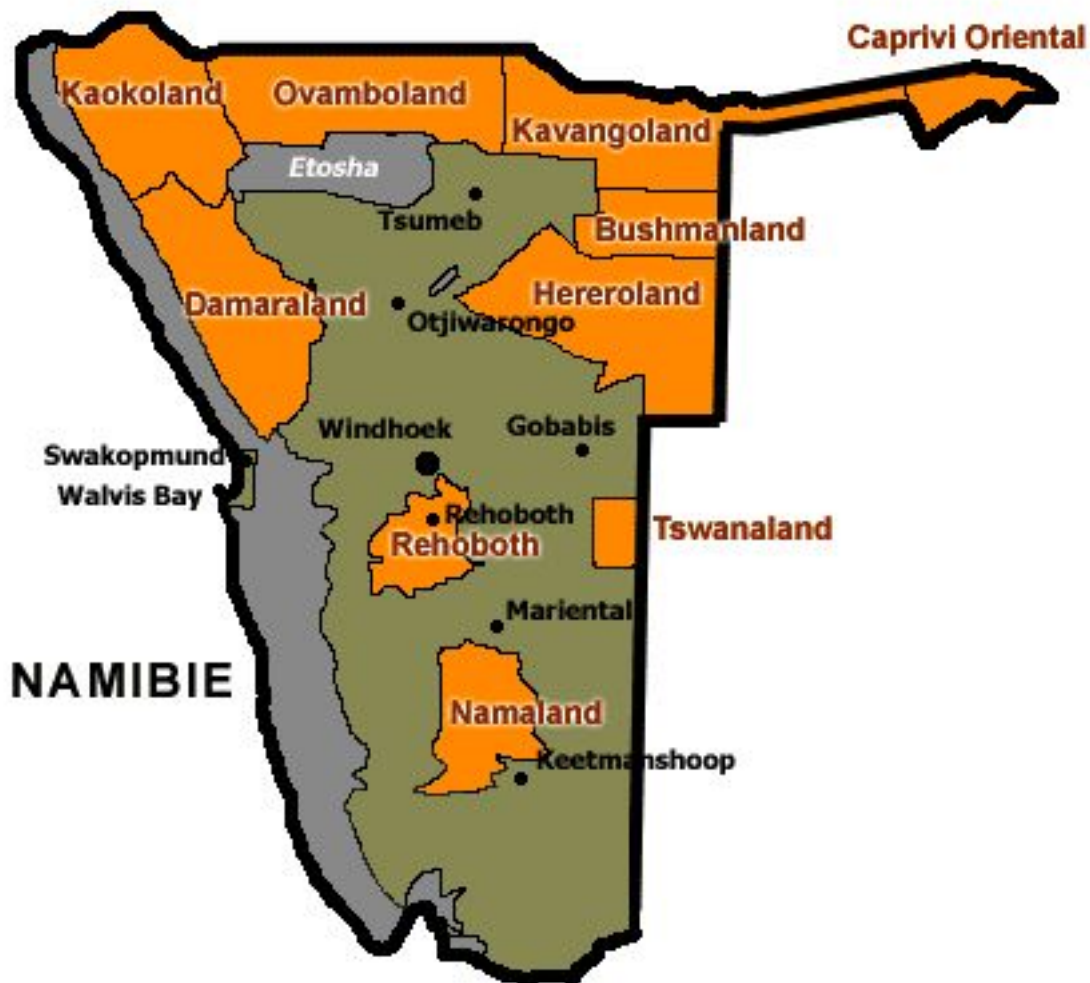 Caprivi Oriental
Kaokoland
Ovamboland
Kavangoland
Etosha
Tsumeb
Bushmanland
Damaraland
Hereroland
Otjiwarongo
Windhoek
Gobabis
Swakopmund
Walvis Bay
Rehoboth
Rehoboth
Tswanaland
Mariental
NAMIBIE
Namaland
Keetmanshoop